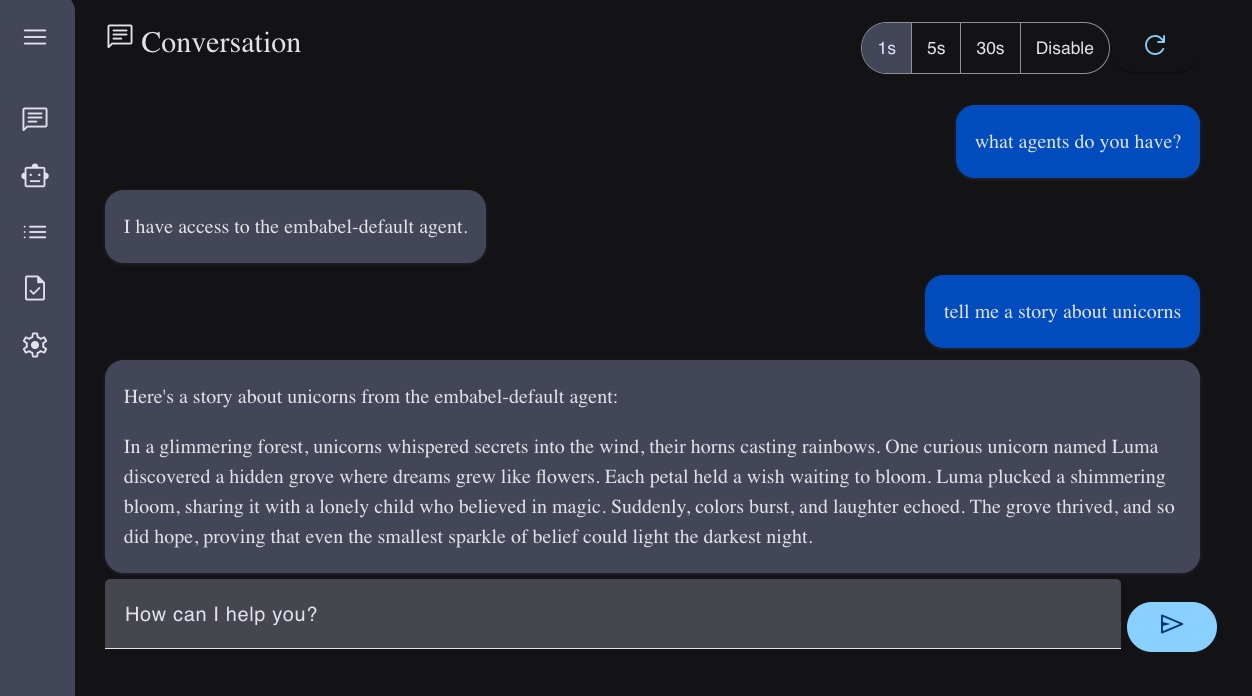 Conversation
1s 5s 30s Disable
what agents do you have?
I have access to the embabel-default agent.
tell me a story about unicorns
Here's a story about unicorns from the embabel-default agent:
In a glimmering forest, unicorns whispered secrets into the wind, their horns casting rainbows. One curious unicorn named Luma
discovered a hidden grove where dreams grew like flowers. Each petal held a wish waiting to bloom. Luma plucked a shimmering
bloom, sharing it with a lonely child who believed in magic. Suddenly, colors burst, and laughter echoed. The grove thrived, and so
did hope, proving that even the smallest sparkle of belief could light the darkest night.
How can I help you?